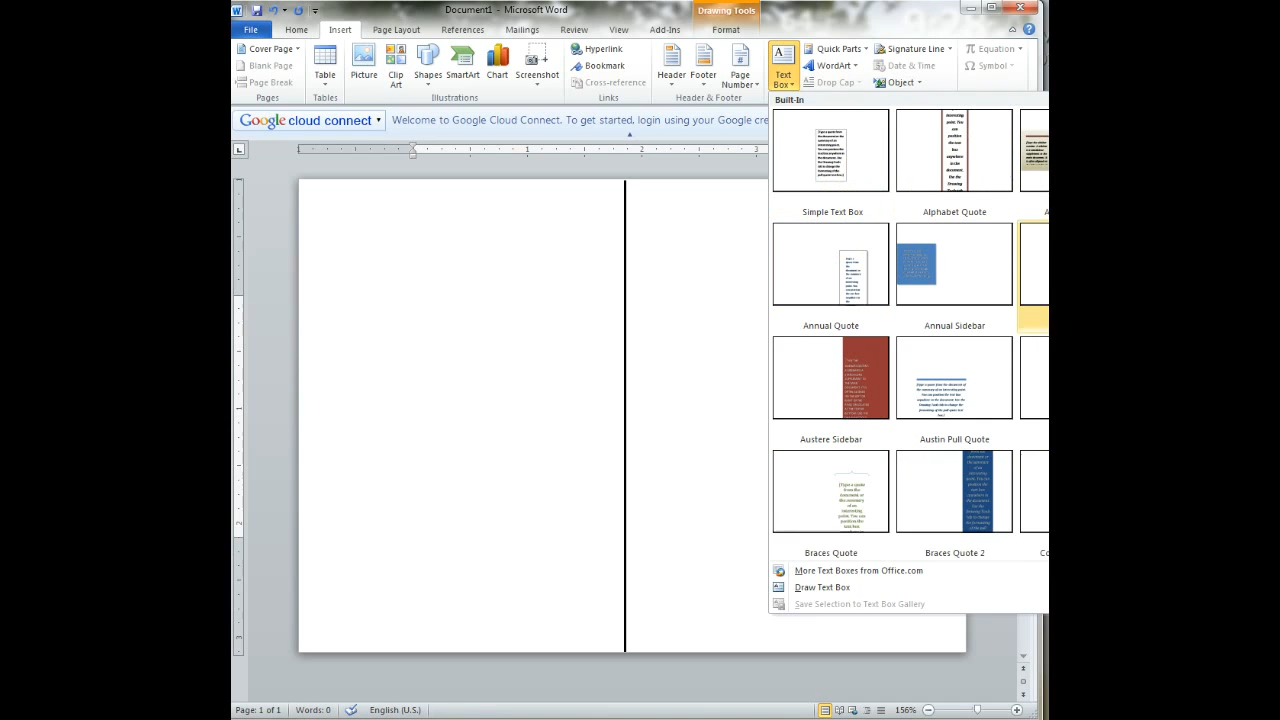 Document1 - Microsoft Word
Drawing Tools
File Home Insert Page Layout References Mailings Review View Add-Ins Format
Cover Page
Blank Page
Page Break
Pages
Table
Tables
Picture
Clip Art
Shapes
SmartArt
Chart
Screenshot
Illustrations
Hyperlink
Bookmark
Cross-reference
Links
Header
Footer
Page Number
Header & Footer
A
Text Box
Quick Parts
WordArt
Drop Cap
Signature Line
Date & Time
Object
Equation
Symbol
Google cloud connect
Welcome to Google Cloud Connect. To get started, login using your Google cre
1 1 2 3
Built-In
Simple Text Box
Alphabet Quote
A
Annual Quote
Annual Sidebar
Austere Sidebar
Austin Pull Quote
Braces Quote
Braces Quote 2
Co
More Text Boxes from Office.com
Draw Text Box
Save Selection to Text Box Gallery
Page: 1 of 1
Words: 0
English (U.S.)
156%